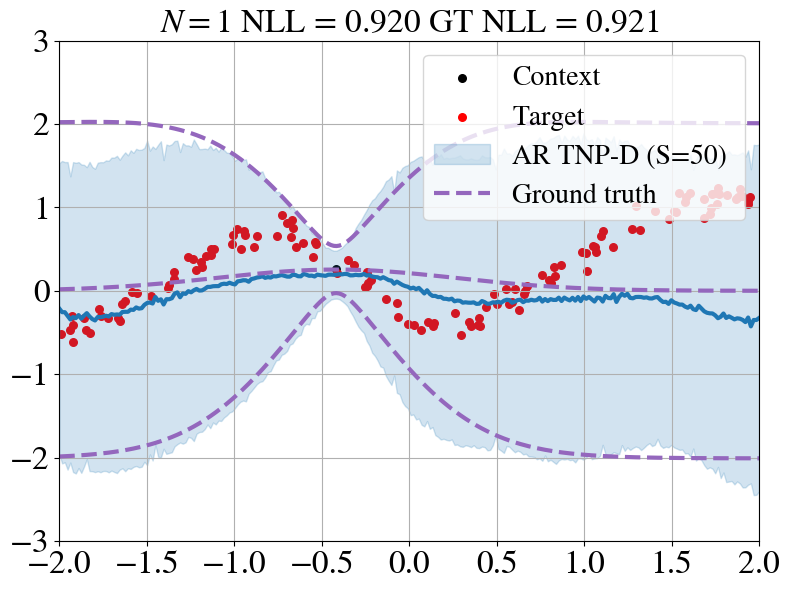 N = 1 NLL = 0.920 GT NLL = 0.921
3
2
1
0
−1
−2
−3
Context
Target
AR TNP-D (S=50)
Ground truth
−2.0 −1.5 −1.0 −0.5 0.0 0.5 1.0 1.5 2.0